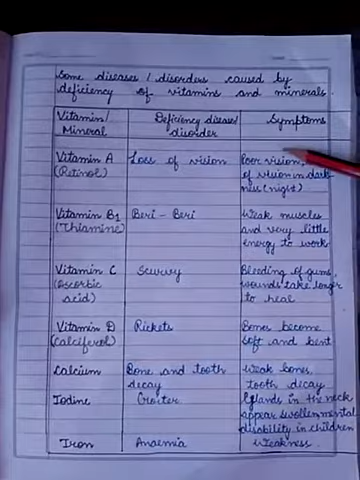 Some diseases / disorders caused by
deficiency of vitamins and minerals.
Vitamin/ Deficiency disease/ Symptoms
Mineral disorder
Vitamin A Loss of vision Poor vision,
(Retinol) of vision in dark-
ness (night)
Vitamin B1 Beri - Beri Weak muscles
(Thiamine) and very little
energy to work
Vitamin C Scurvy Bleeding of gums,
(Ascorbic wounds take longer
acid) to heal
Vitamin D Rickets Bones become
(Calciferol) soft and bent
Calcium Bone and tooth Weak bones,
decay tooth decay
Iodine Goiter Glands in the neck
appear swollen mental
disability in children
Iron Anaemia Weakness